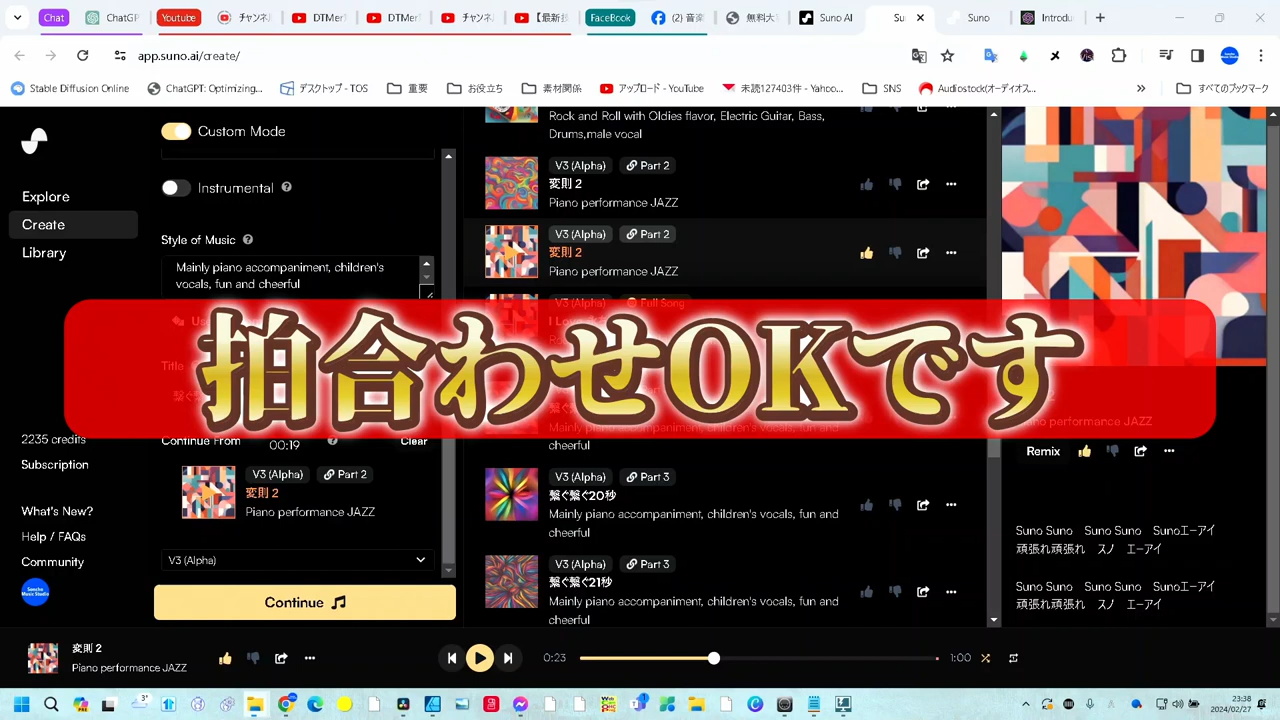 Chat
ChatGPT
Youtube
チャンネル
DTMer
DTMer
チャンネル
【最新
FaceBook
(2) 音楽
無料
Suno AI
Su
Suno
Introdu
app.suno.ai/create/
Stable Diffusion Online
ChatGPT: Optimizing...
デスクトップ - TOS
重要
お役立ち
素材関係
アップロード - YouTube
未読127403件 - Yahoo...
SNS
Audiostock(オーディオス...
すべてのブックマーク
Custom Mode
Instrumental
Style of Music
Mainly piano accompaniment, children's
vocals, fun and cheerful
Title
Continue From
00:19
Clear
V3 (Alpha)
Part 2
変則 2
Piano performance JAZZ
V3 (Alpha)
Continue
Explore
Create
Library
2235 credits
Subscription
What's New?
Help / FAQs
Community
Rock and Roll with Oldies flavor, Electric Guitar, Bass,
Drums,male vocal
V3 (Alpha) Part 2
変則 2
Piano performance JAZZ
V3 (Alpha) Part 2
変則 2
Piano performance JAZZ
V3 (Alpha) Full Song
拍合わせOKです
Mainly piano accompaniment, children's vocals, fun and
cheerful
V3 (Alpha) Part 3
繋ぐ繋ぐ20秒
Mainly piano accompaniment, children's vocals, fun and
cheerful
V3 (Alpha) Part 3
繋ぐ繋ぐ21秒
Mainly piano accompaniment, children's vocals, fun and
cheerful
Piano performance JAZZ
Remix
Suno Suno Suno Suno Sunoエーアイ
頑張れ頑張れ スノ エーアイ
Suno Suno Suno Suno Sunoエーアイ
頑張れ頑張れ スノ エーアイ
変則 2
Piano performance JAZZ
0:23
1:00
23:38
2024/02/27